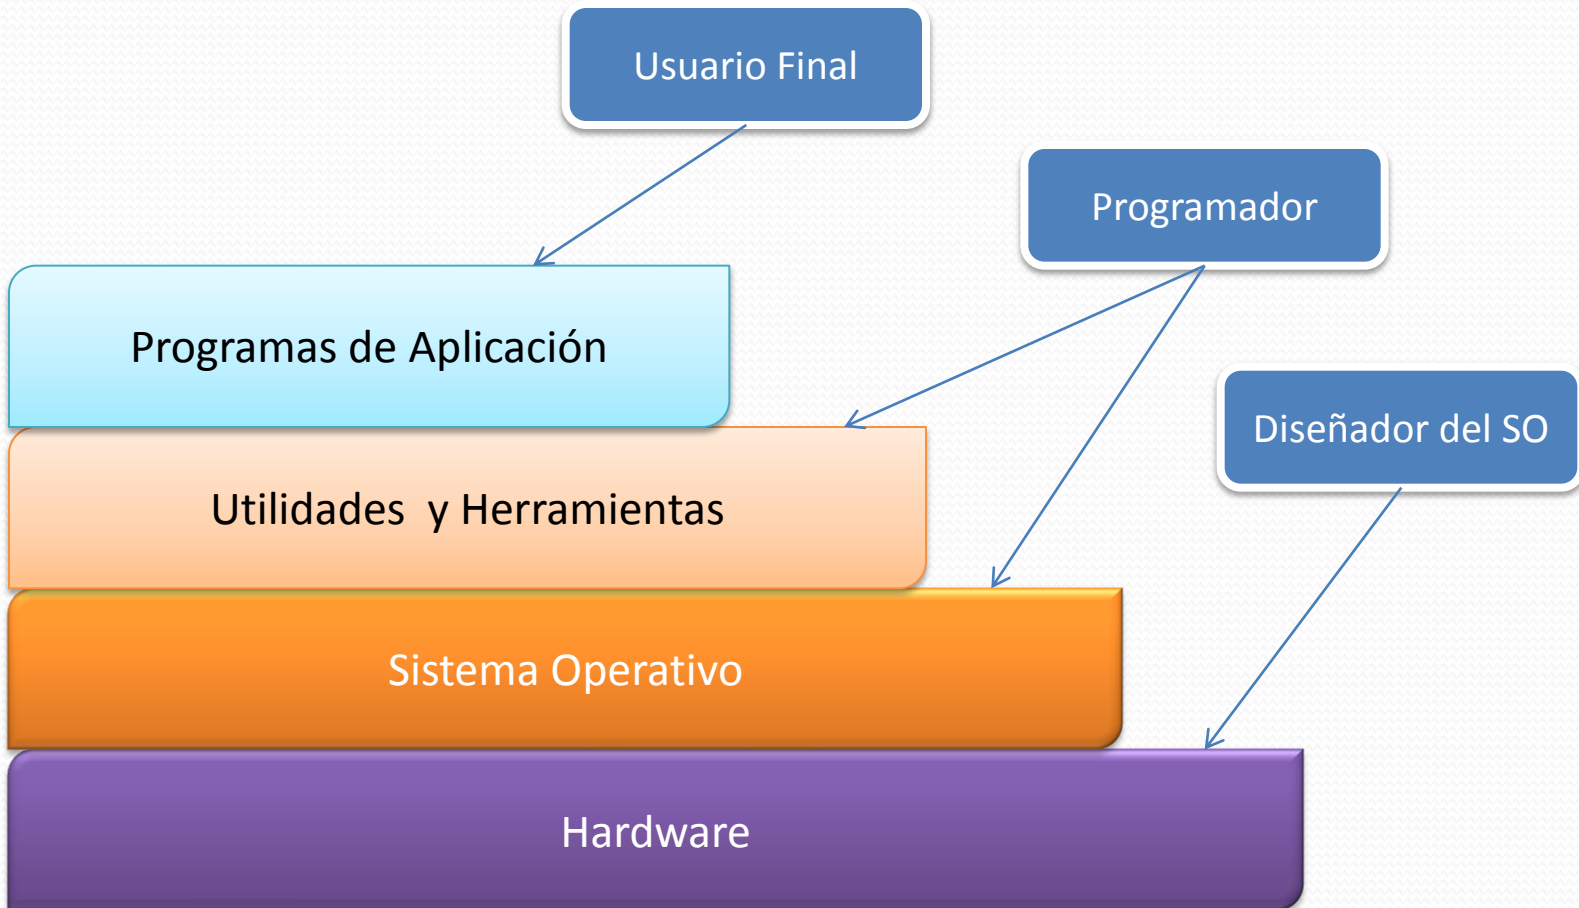 Usuario Final
Programador
Programas de Aplicación
Diseñador del SO
Utilidades  y Herramientas
Sistema Operativo
Hardware